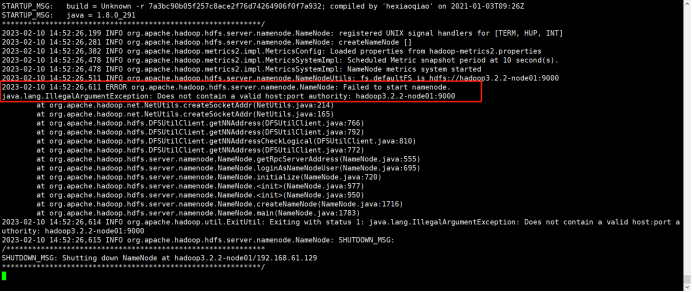 STARTUP_MSG:   build = Unknown -r 7a3bc90b05f257c8ace2f76d74264906f0f7a932; compiled by 'hexiaoqiao' on 2021-01-03T09:26Z
STARTUP_MSG:   java = 1.8.0_291
************************************************************/
2023-02-10 14:52:26,199 INFO org.apache.hadoop.hdfs.server.namenode.NameNode: registered UNIX signal handlers for [TERM, HUP, INT]
2023-02-10 14:52:26,281 INFO org.apache.hadoop.hdfs.server.namenode.NameNode: createNameNode []
2023-02-10 14:52:26,382 INFO org.apache.hadoop.metrics2.impl.MetricsConfig: Loaded properties from hadoop-metrics2.properties
2023-02-10 14:52:26,478 INFO org.apache.hadoop.metrics2.impl.MetricsSystemImpl: Scheduled Metric snapshot period at 10 second(s).
2023-02-10 14:52:26,478 INFO org.apache.hadoop.metrics2.impl.MetricsSystemImpl: NameNode metrics system started
2023-02-10 14:52:26,511 INFO org.apache.hadoop.hdfs.server.namenode.NameNodeUtils: fs.defaultFS is hdfs://hadoop3.2.2-node01:9000
2023-02-10 14:52:26,611 ERROR org.apache.hadoop.hdfs.server.namenode.NameNode: Failed to start namenode.
java.lang.IllegalArgumentException: Does not contain a valid host:port authority: hadoop3.2.2-node01:9000
        at org.apache.hadoop.net.NetUtils.createSocketAddr(NetUtils.java:214)
        at org.apache.hadoop.net.NetUtils.createSocketAddr(NetUtils.java:165)
        at org.apache.hadoop.hdfs.DFSUtilClient.getNNAddress(DFSUtilClient.java:766)
        at org.apache.hadoop.hdfs.DFSUtilClient.getNNAddress(DFSUtilClient.java:792)
        at org.apache.hadoop.hdfs.DFSUtilClient.getNNAddressCheckLogical(DFSUtilClient.java:810)
        at org.apache.hadoop.hdfs.DFSUtilClient.getNNAddress(DFSUtilClient.java:772)
        at org.apache.hadoop.hdfs.server.namenode.NameNode.getRpcServerAddress(NameNode.java:555)
        at org.apache.hadoop.hdfs.server.namenode.NameNode.loginAsNameNodeUser(NameNode.java:695)
        at org.apache.hadoop.hdfs.server.namenode.NameNode.initialize(NameNode.java:720)
        at org.apache.hadoop.hdfs.server.namenode.NameNode.<init>(NameNode.java:977)
        at org.apache.hadoop.hdfs.server.namenode.NameNode.<init>(NameNode.java:950)
        at org.apache.hadoop.hdfs.server.namenode.NameNode.createNameNode(NameNode.java:1716)
        at org.apache.hadoop.hdfs.server.namenode.NameNode.main(NameNode.java:1783)
2023-02-10 14:52:26,614 INFO org.apache.hadoop.util.ExitUtil: Exiting with status 1: java.lang.IllegalArgumentException: Does not contain a valid host:port a
uthority: hadoop3.2.2-node01:9000
2023-02-10 14:52:26,615 INFO org.apache.hadoop.hdfs.server.namenode.NameNode: SHUTDOWN_MSG:
/************************************************************
SHUTDOWN_MSG: Shutting down NameNode at hadoop3.2.2-node01/192.168.61.129
************************************************************/